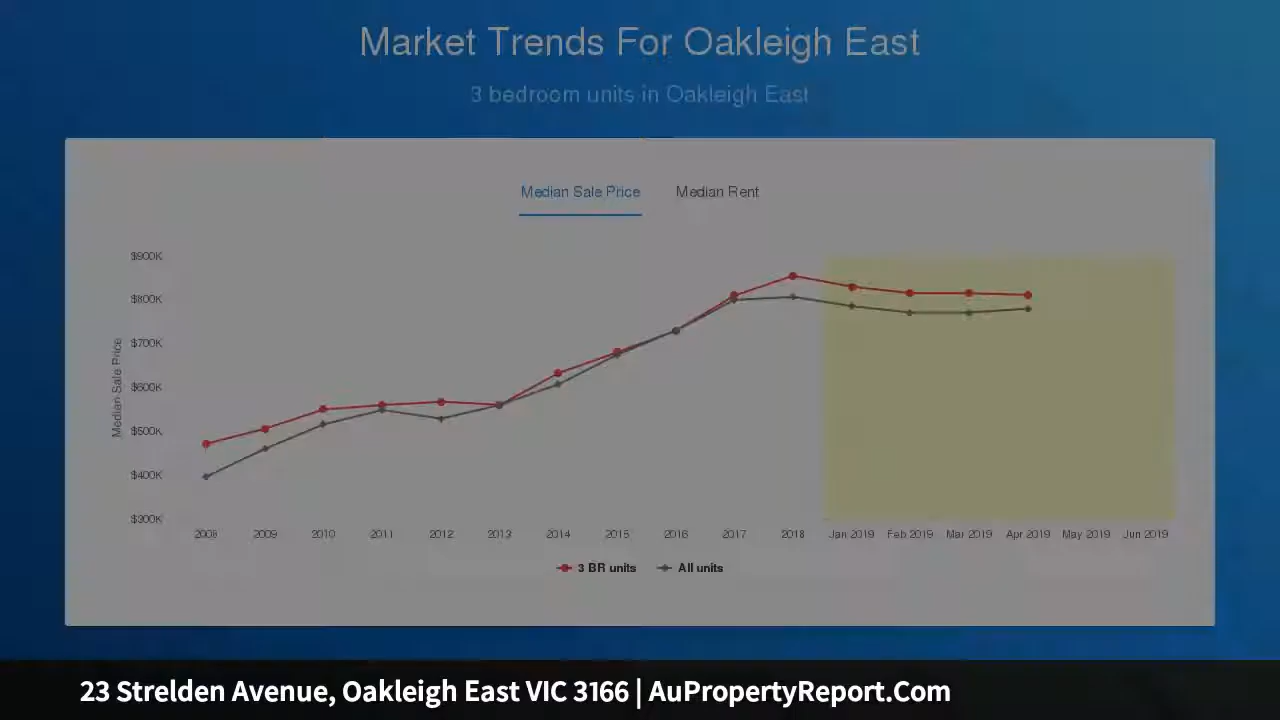 Market Trends For Oakleigh East
3 bedroom units in Oakleigh East
Median Sale Price Median Rent
$900K
$800K
$700K
$600K
$500K
$400K
$300K
Median Sale Price
2008 2009 2010 2011 2012 2013 2014 2015 2016 2017 2018 Jan 2019 Feb 2019 Mar 2019 Apr 2019 May 2019 Jun 2019
3 BR units All units
23 Strelden Avenue, Oakleigh East VIC 3166 | AuPropertyReport.Com